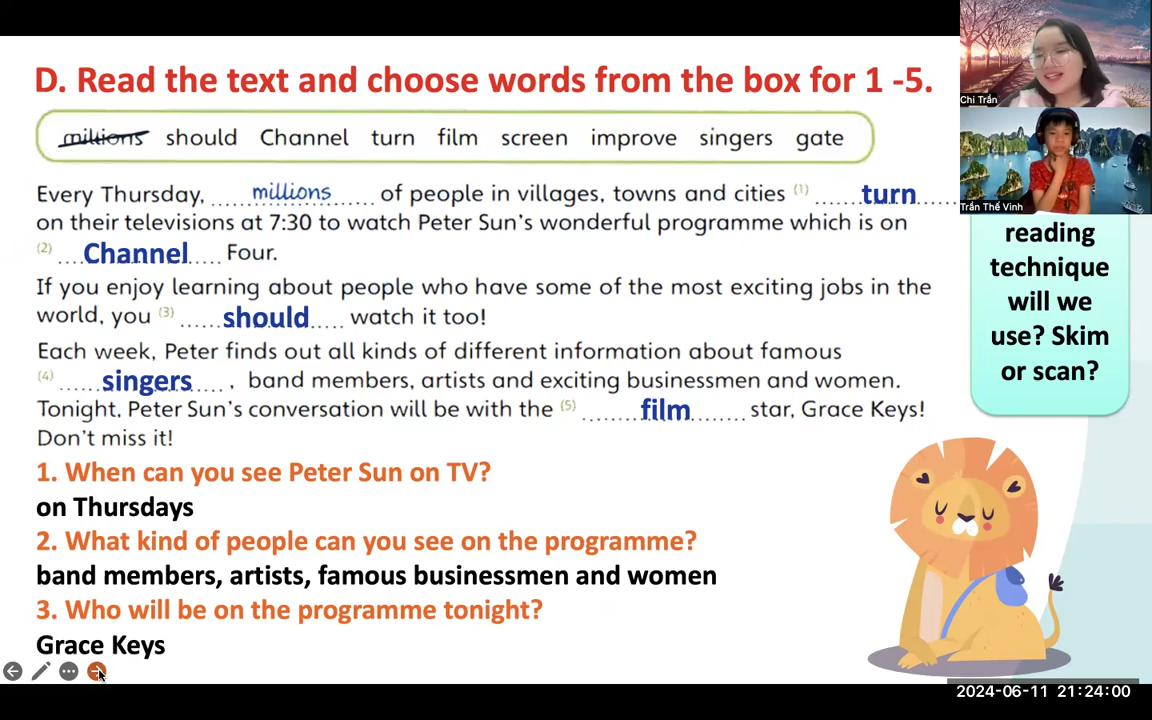 D. Read the text and choose words from the box for 1 -5.
millions should Channel turn film screen improve singers gate
Every Thursday, ......millions...... of people in villages, towns and cities (1) ......turn......
on their televisions at 7:30 to watch Peter Sun's wonderful programme which is on
(2) ....Channel..... Four.
If you enjoy learning about people who have some of the most exciting jobs in the
world, you (3) ......should..... watch it too!
Each week, Peter finds out all kinds of different information about famous
(4) ......singers..... , band members, artists and exciting businessmen and women.
Tonight, Peter Sun's conversation will be with the (5) ........film........ star, Grace Keys!
Don't miss it!
1. When can you see Peter Sun on TV?
on Thursdays
2. What kind of people can you see on the programme?
band members, artists, famous businessmen and women
3. Who will be on the programme tonight?
Grace Keys
reading
technique
will we
use? Skim
or scan?
Chi Trần
Trần Thế Vinh
2024-06-11 21:24:00